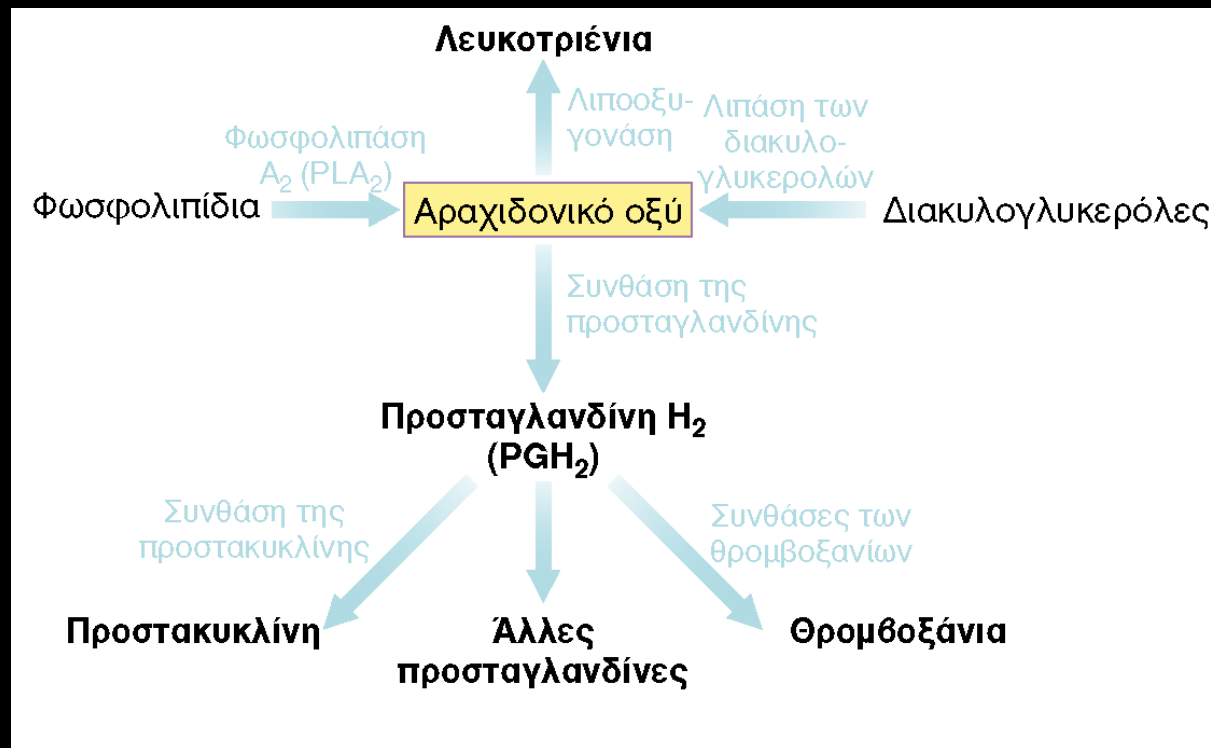 Λευκοτριένια
Λιποοξυ-
γονάση
Λιπάση των
διακυλο-
γλυκερολών
Φωσφολιπάση
A₂ (PLA₂)
Φωσφολιπίδια
Αραχιδονικό οξύ
Διακυλογλυκερόλες
Συνθάση της
προσταγλανδίνης
Προσταγλανδίνη H₂
(PGH₂)
Συνθάση της
προστακυκλίνης
Συνθάσες των
θρομβοξανίων
Προστακυκλίνη
Άλλες
προσταγλανδίνες
Θρομβοξάνια